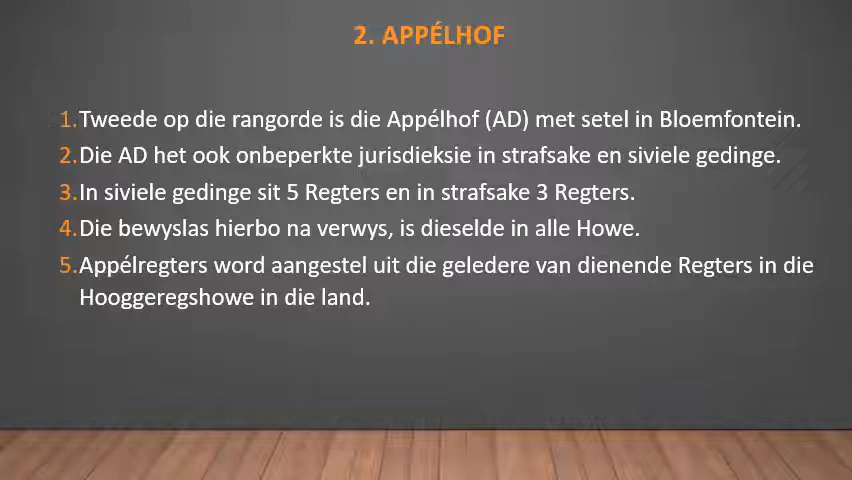 2. APPÉLHOF
1.Tweede op die rangorde is die Appélhof (AD) met setel in Bloemfontein.
2.Die AD het ook onbeperkte jurisdieksie in strafsake en siviele gedinge.
3.In siviele gedinge sit 5 Regters en in strafsake 3 Regters.
4.Die bewyslas hierbo na verwys, is dieselde in alle Howe.
5.Appélregters word aangestel uit die geledere van dienende Regters in die
Hooggeregshowe in die land.